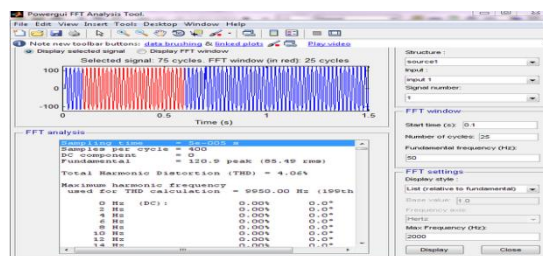 Powergui FFT Analysis Tool.
File Edit View Insert Tools Desktop Window Help
Note new toolbar buttons: data brushing & linked plots Play video
Display selected signal Display FFT window
Selected signal: 75 cycles. FFT window (in red): 25 cycles
100
0
-100
0 0.5 1 1.5
Time (s)
FFT analysis
Sampling time = 5e-005 s
Samples per cycle = 400
DC component = 0
Fundamental = 120.9 peak (85.49 rms)
Total Harmonic Distortion (THD) = 4.06%
Maximum harmonic frequency
used for THD calculation = 9950.00 Hz (199th
0 Hz (DC): 0.00% 0.0°
2 Hz 0.00% 0.0°
4 Hz 0.00% 0.0°
6 Hz 0.00% 0.0°
8 Hz 0.00% 0.0°
10 Hz 0.00% 0.0°
12 Hz 0.00% 0.0°
14 Hz 0.00% 0.0°
Structure :
source1
Input :
input 1
Signal number:
1
FFT window
Start time (s): 0.1
Number of cycles: 25
Fundamental frequency (Hz):
50
FFT settings
Display style :
List (relative to fundamental)
Base value: 1.0
Frequency axis:
Hertz
Max Frequency (Hz):
2000
Display Close